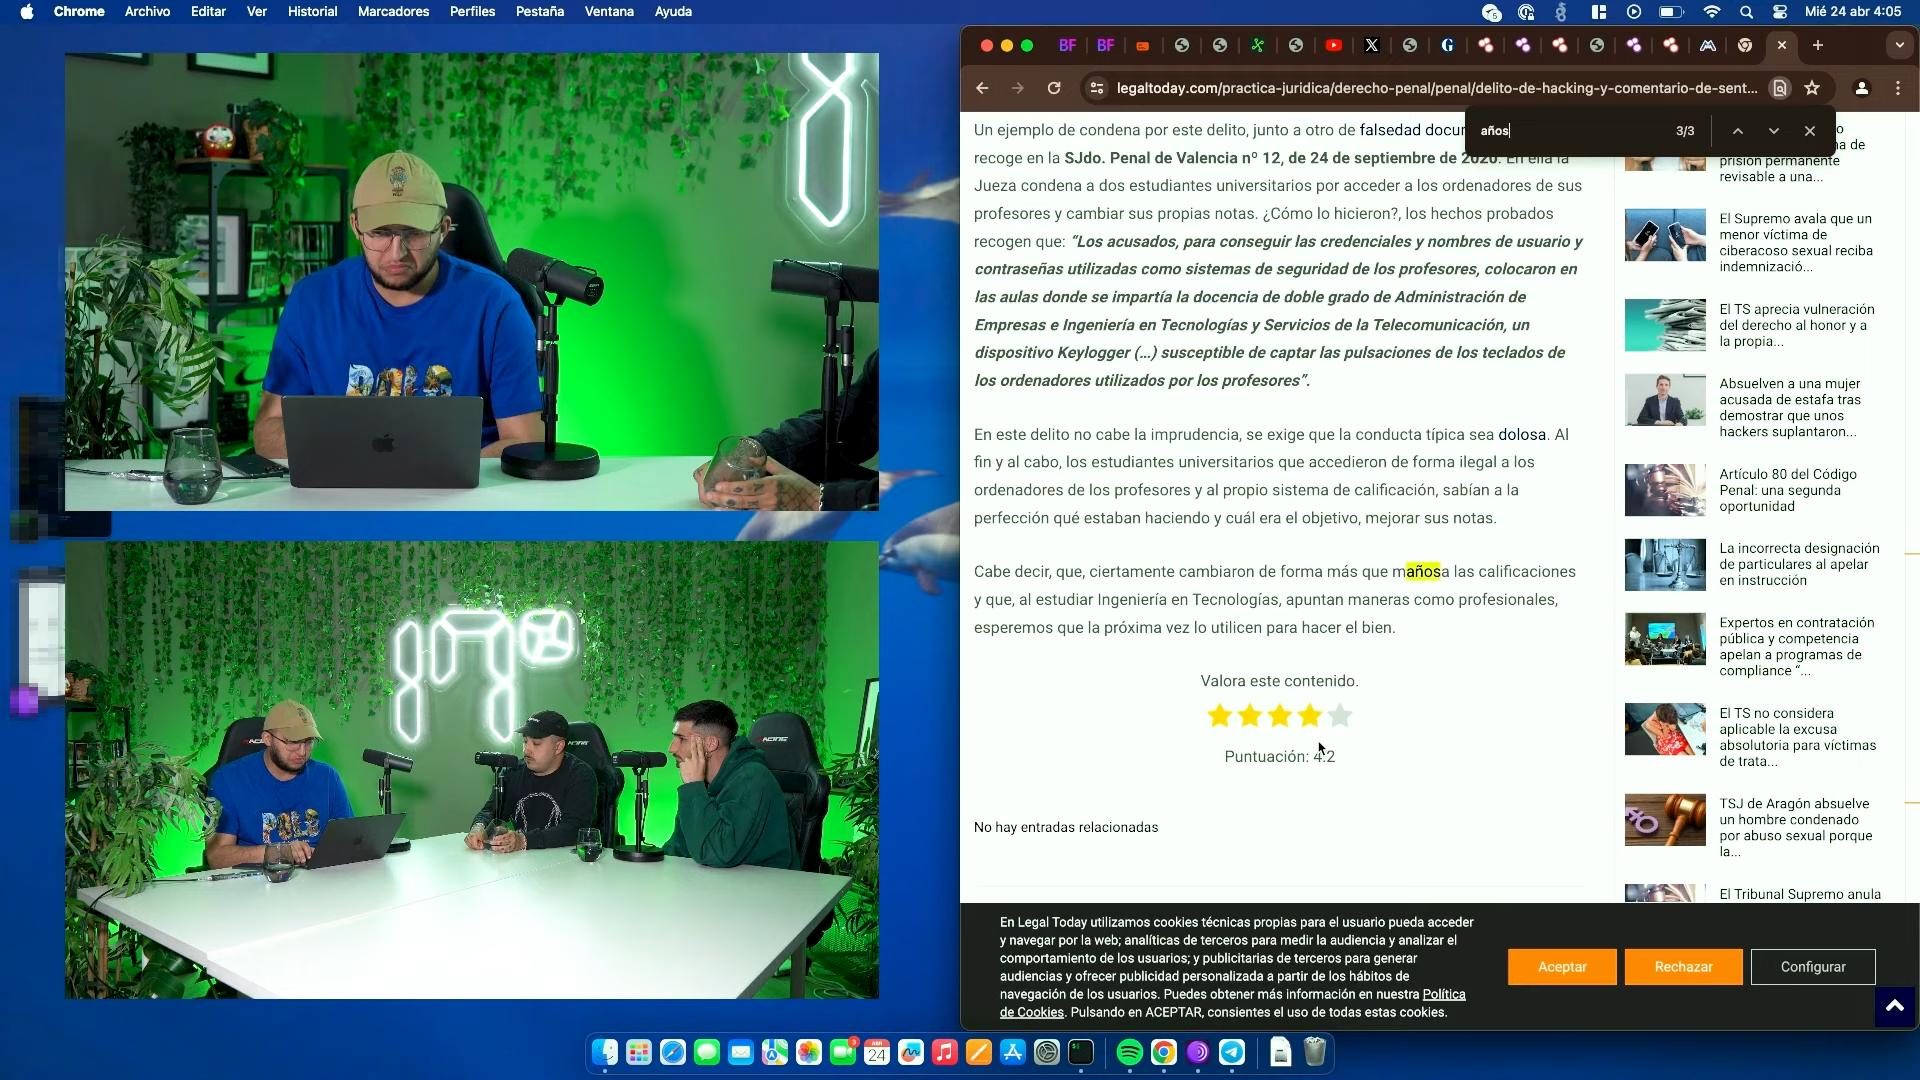 Chrome Archivo Editar Ver Historial Marcadores Perfiles Pestaña Ventana Ayuda
Mié 24 abr 4:05
legaltoday.com/practica-juridica/derecho-penal/penal/delito-de-hacking-y-comentario-de-sent...
años
3/3
Un ejemplo de condena por este delito, junto a otro de falsedad docu
recoge en la SJdo. Penal de Valencia nº 12, de 24 de septiembre de 2020. En ella la
Jueza condena a dos estudiantes universitarios por acceder a los ordenadores de sus
profesores y cambiar sus propias notas. ¿Cómo lo hicieron?, los hechos probados
recogen que: “Los acusados, para conseguir las credenciales y nombres de usuario y
contraseñas utilizadas como sistemas de seguridad de los profesores, colocaron en
las aulas donde se impartía la docencia de doble grado de Administración de
Empresas e Ingeniería en Tecnologías y Servicios de la Telecomunicación, un
dispositivo Keylogger (…) susceptible de captar las pulsaciones de los teclados de
los ordenadores utilizados por los profesores”.
En este delito no cabe la imprudencia, se exige que la conducta típica sea dolosa. Al
fin y al cabo, los estudiantes universitarios que accedieron de forma ilegal a los
ordenadores de los profesores y al propio sistema de calificación, sabían a la
perfección qué estaban haciendo y cuál era el objetivo, mejorar sus notas.
Cabe decir, que, ciertamente cambiaron de forma más que mañosa las calificaciones
y que, al estudiar Ingeniería en Tecnologías, apuntan maneras como profesionales,
esperemos que la próxima vez lo utilicen para hacer el bien.
Valora este contenido.
Puntuación: 4.2
No hay entradas relacionadas
prisión permanente
revisable a una...
El Supremo avala que un
menor víctima de
ciberacoso sexual reciba
indemnizació...
El TS aprecia vulneración
del derecho al honor y a
la propia...
Absuelven a una mujer
acusada de estafa tras
demostrar que unos
hackers suplantaron...
Artículo 80 del Código
Penal: una segunda
oportunidad
La incorrecta designación
de particulares al apelar
en instrucción
Expertos en contratación
pública y competencia
apelan a programas de
compliance “...
El TS no considera
aplicable la excusa
absolutoria para víctimas
de trata...
TSJ de Aragón absuelve
un hombre condenado
por abuso sexual porque
la...
El Tribunal Supremo anula
En Legal Today utilizamos cookies técnicas propias para el usuario pueda acceder
y navegar por la web; analíticas de terceros para medir la audiencia y analizar el
comportamiento de los usuarios; y publicitarias de terceros para generar
audiencias y ofrecer publicidad personalizada a partir de los hábitos de
navegación de los usuarios. Puedes obtener más información en nuestra Política
de Cookies. Pulsando en ACEPTAR, consientes el uso de todas estas cookies.
Aceptar
Rechazar
Configurar
POLO
24